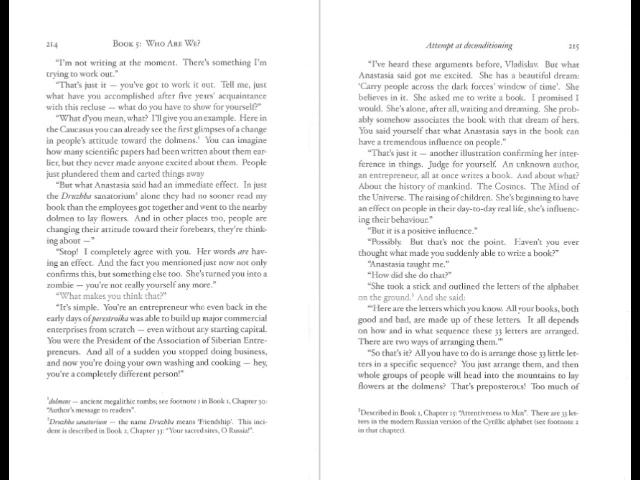 214 BOOK 5: WHO ARE WE?
"I'm not writing at the moment. There's something I'm
trying to work out."
"That's just it — you've got to work it out. Tell me, just
what have you accomplished after five years' acquaintance
with this recluse — what do you have to show for yourself?"
"What d'you mean, what? I'll give you an example. Here in
the Caucasus you can already see the first glimpses of a change
in people's attitude toward the dolmens.¹ You can imagine
how many scientific papers had been written about them ear-
lier, but they never made anyone excited about them. People
just plundered them and carted things away
"But what Anastasia said had an immediate effect. In just
the Druzhba sanatorium² alone they had no sooner read my
book than the employees got together and went to the nearby
dolmen to lay flowers. And in other places too, people are
changing their attitude toward their forebears, they're think-
ing about —"
"Stop! I completely agree with you. Her words are hav-
ing an effect. And the fact you mentioned just now not only
confirms this, but something else too. She's turned you into a
zombie — you're not really yourself any more."
"What makes you think that?"
"It's simple. You're an entrepreneur who even back in the
early days of perestroika was able to build up major commercial
enterprises from scratch — even without any starting capital.
You were the President of the Association of Siberian Entre-
preneurs. And all of a sudden you stopped doing business,
and now you're doing your own washing and cooking — hey,
you're a completely different person!"
¹dolmens — ancient megalithic tombs; see footnote 1 in Book 1, Chapter 30:
"Author's message to readers".
²Druzhba sanatorium — the name Druzhba means 'Friendship'. This inci-
dent is described in Book 2, Chapter 33: "Your sacred sites, O Russia!".
Attempt at deconditioning 215
"I've heard these arguments before, Vladislav. But what
Anastasia said got me excited. She has a beautiful dream:
'Carry people across the dark forces' window of time'. She
believes in it. She asked me to write a book. I promised I
would. She's alone, after all, waiting and dreaming. She prob-
ably somehow associates the book with that dream of hers.
You said yourself that what Anastasia says in the book can
have a tremendous influence on people."
"That's just it — another illustration confirming her inter-
ference in things. Judge for yourself. An unknown author,
an entrepreneur, all at once writes a book. And about what?
About the history of mankind. The Cosmos. The Mind of
the Universe. The raising of children. She's beginning to have
an effect on people in their day-to-day real life, she's influenc-
ing their behaviour."
"But it is a positive influence."
"Possibly. But that's not the point. Haven't you ever
thought what made you suddenly able to write a book?"
"Anastasia taught me."
"How did she do that?"
"She took a stick and outlined the letters of the alphabet
on the ground.³ And she said:
"'Here are the letters which you know. All your books, both
good and bad, are made up of these letters. It all depends
on how and in what sequence these 33 letters are arranged.
There are two ways of arranging them.'"
"So that's it? All you have to do is arrange those 33 little let-
ters in a specific sequence? You just arrange them, and then
whole groups of people will head into the mountains to lay
flowers at the dolmens? That's preposterous! Too much of
³Described in Book 1, Chapter 15: "Attentiveness to Man". There are 33 let-
ters in the modern Russian version of the Cyrillic alphabet (see footnote 2
in that chapter).